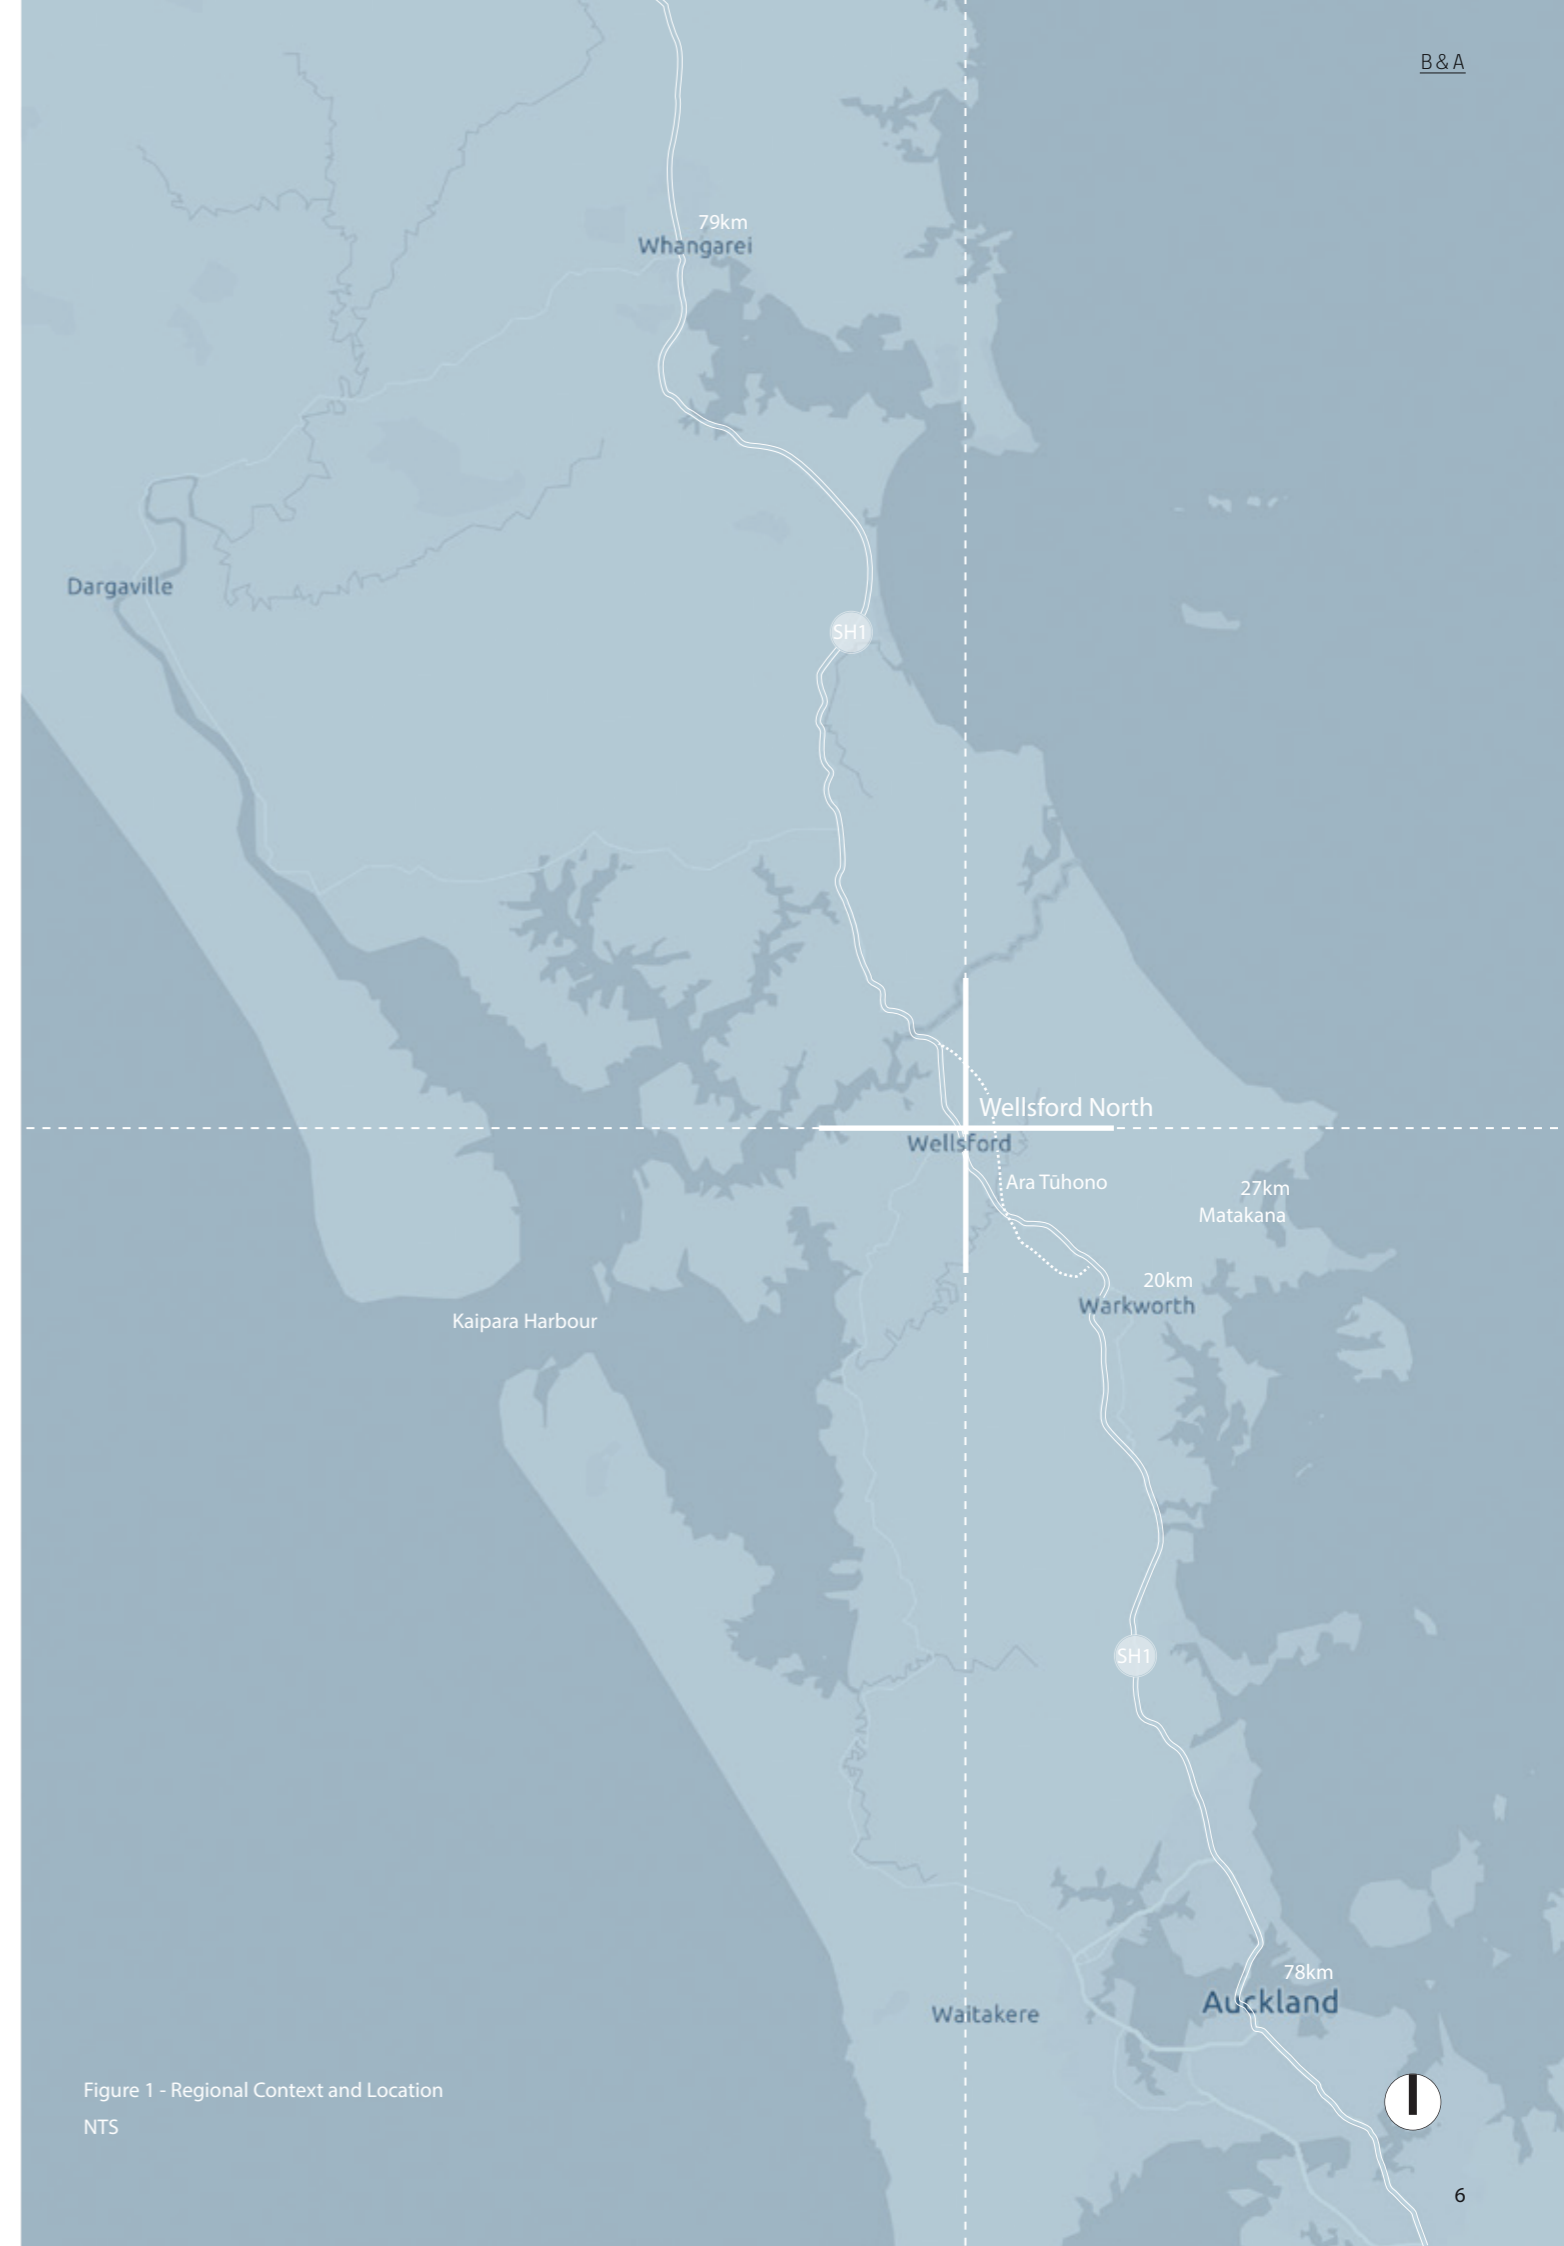 B & A
79km
Whangarei
Dargaville
SH1
Wellsford North
Wellsford
Ara Tūhono
27km
Matakana
20km
Warkworth
Kaipara Harbour
SH1
78km
Auckland
Waitakere
Figure 1 - Regional Context and Location
NTS
6